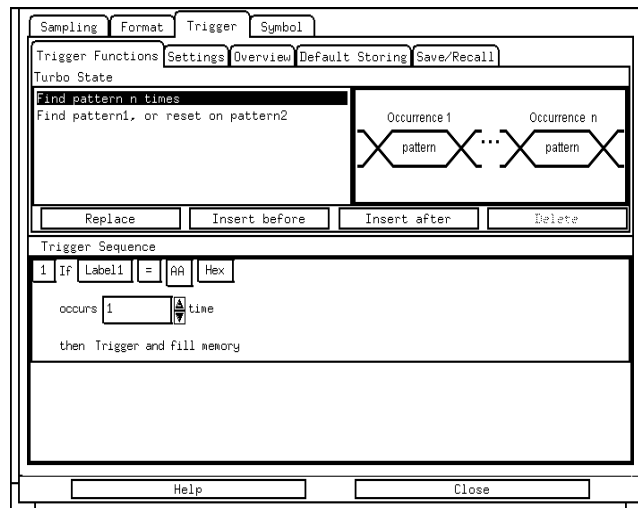 Sampling Format Trigger Symbol
Trigger Functions Settings Overview Default Storing Save/Recall
Turbo State
Find pattern n times
Find pattern1, or reset on pattern2
Occurrence 1 Occurrence n
pattern ... pattern
Replace Insert before Insert after Delete
Trigger Sequence
1 If Label1 = AA Hex
occurs 1 time
then Trigger and fill memory
Help Close